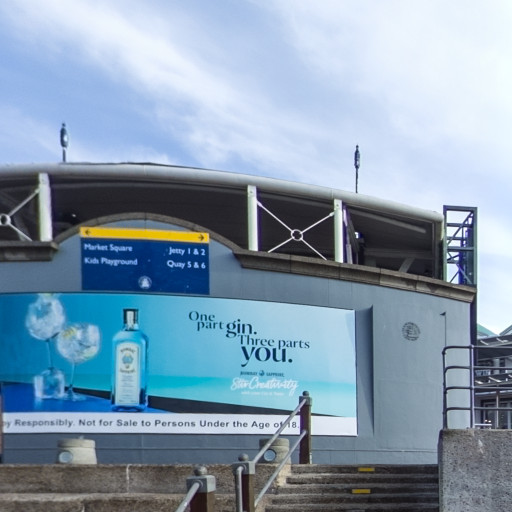 Market Square Jetty 1 & 2
Kids Playground Quay 5 & 6
One
part gin.
Three parts
you.
BOMBAY SAPPHIRE
Stir Creativity
by Responsibly. Not for Sale to Persons Under the Age of 18.